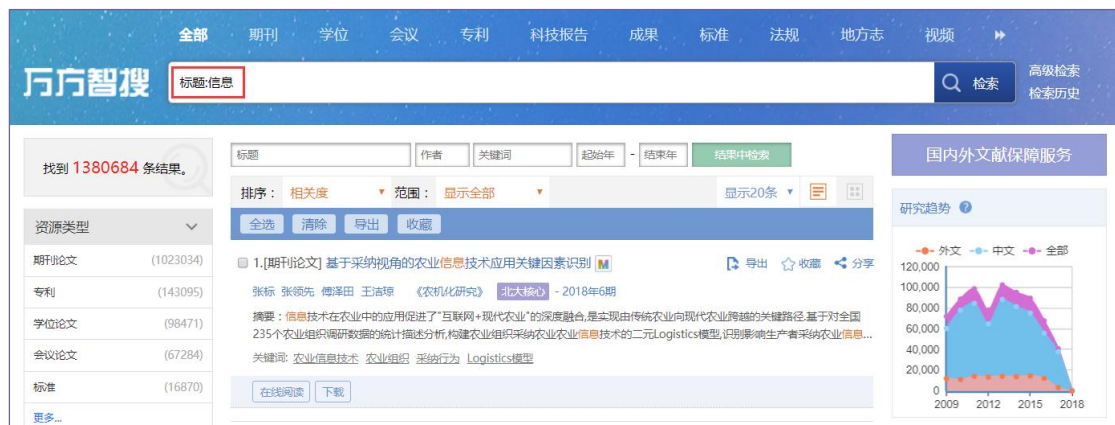 全部 期刊 学位 会议 专利 科技报告 成果 标准 法规 地方志 视频
万方智搜 标题:信息 检索 高级检索
检索历史
找到 1380684 条结果。
标题 作者 关键词 起始年 - 结束年 结果中检索
国内外文献保障服务
排序: 相关度 范围: 显示全部 显示20条
全选 清除 导出 收藏
资源类型
期刊论文 (1023034)
专利 (143095)
学位论文 (98471)
会议论文 (67284)
标准 (16870)
更多...
1.[期刊论文] 基于采纳视角的农业信息技术应用关键因素识别 M 导出 收藏 分享
张标 张领先 傅泽田 王洁琼 《农机化研究》 北大核心 - 2018年6期
摘要:信息技术在农业中的应用促进了"互联网+现代农业"的深度融合,是实现由传统农业向现代农业跨越的关键路径.基于对全国
235个农业组织调研数据的统计描述分析,构建农业组织采纳农业农业信息技术的二元Logistics模型,识别影响生产者采纳农业信息...
关键词: 农业信息技术 农业组织 采纳行为 Logistics模型
在线阅读 下载
研究趋势 ?
外文 中文 全部
120,000
100,000
80,000
60,000
40,000
20,000
0
2009 2012 2015 2018